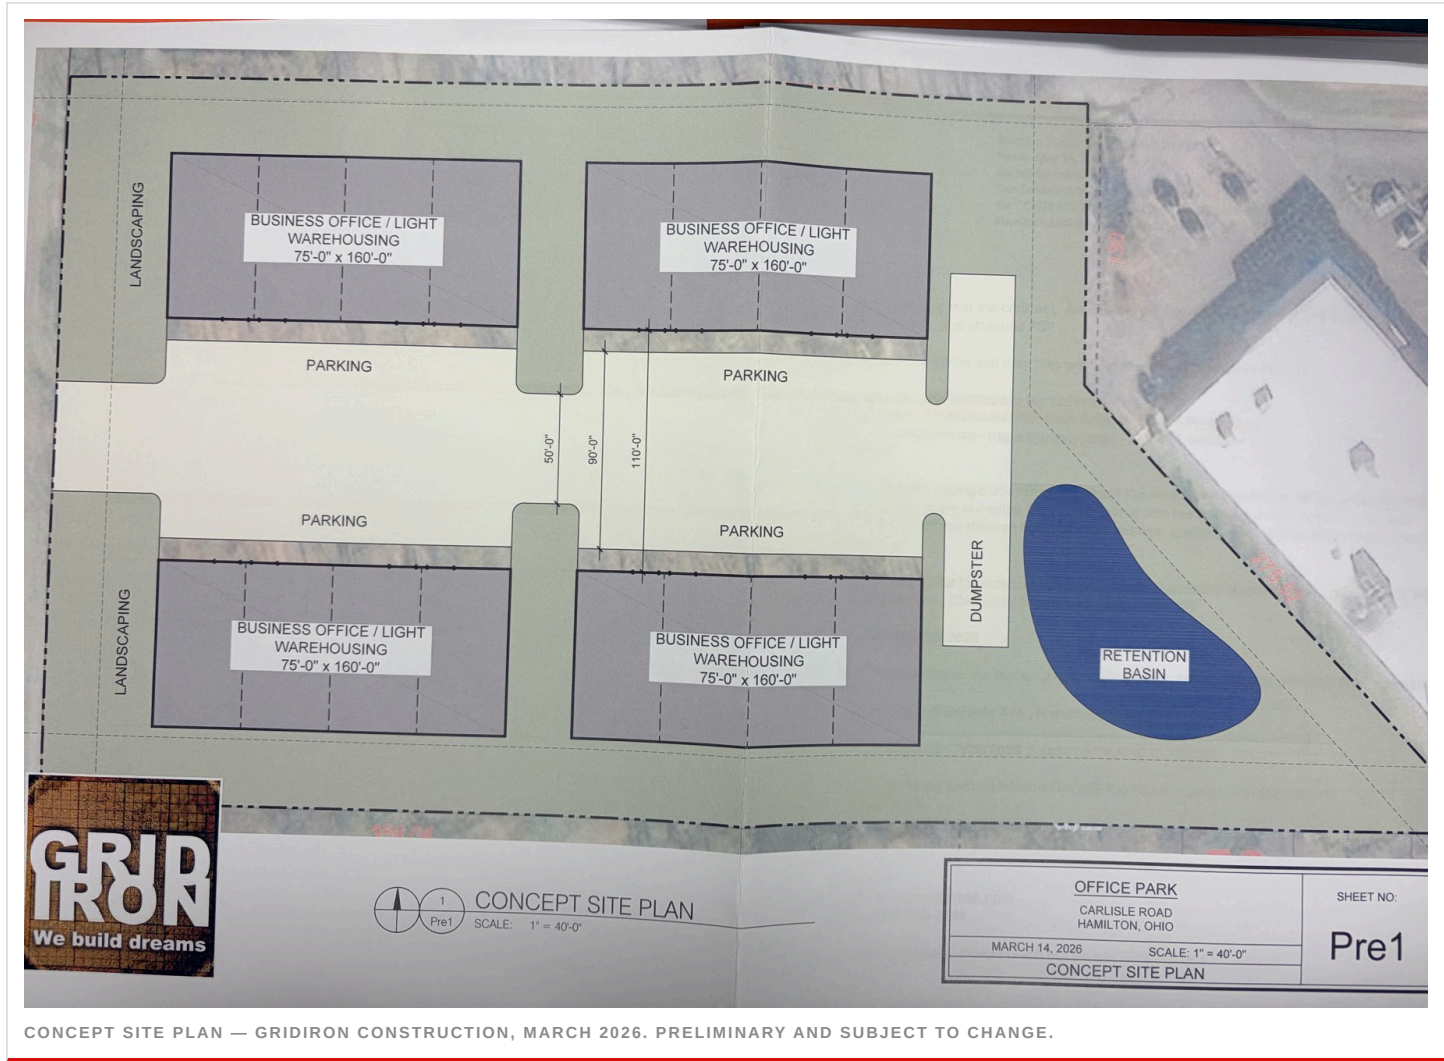 LANDSCAPING
BUSINESS OFFICE / LIGHT
WAREHOUSING
75'-0" x 160'-0"
BUSINESS OFFICE / LIGHT
WAREHOUSING
75'-0" x 160'-0"
PARKING
PARKING
50'-0"
90'-0"
110'-0"
PARKING
PARKING
DUMPSTER
LANDSCAPING
BUSINESS OFFICE / LIGHT
WAREHOUSING
75'-0" x 160'-0"
BUSINESS OFFICE / LIGHT
WAREHOUSING
75'-0" x 160'-0"
RETENTION
BASIN
GRID
IRON
We build dreams
1
Pre1
CONCEPT SITE PLAN
SCALE: 1" = 40'-0"
OFFICE PARK
CARLISLE ROAD
HAMILTON, OHIO
MARCH 14, 2026
SCALE: 1" = 40'-0"
CONCEPT SITE PLAN
SHEET NO:
Pre1
CONCEPT SITE PLAN — GRIDIRON CONSTRUCTION, MARCH 2026. PRELIMINARY AND SUBJECT TO CHANGE.